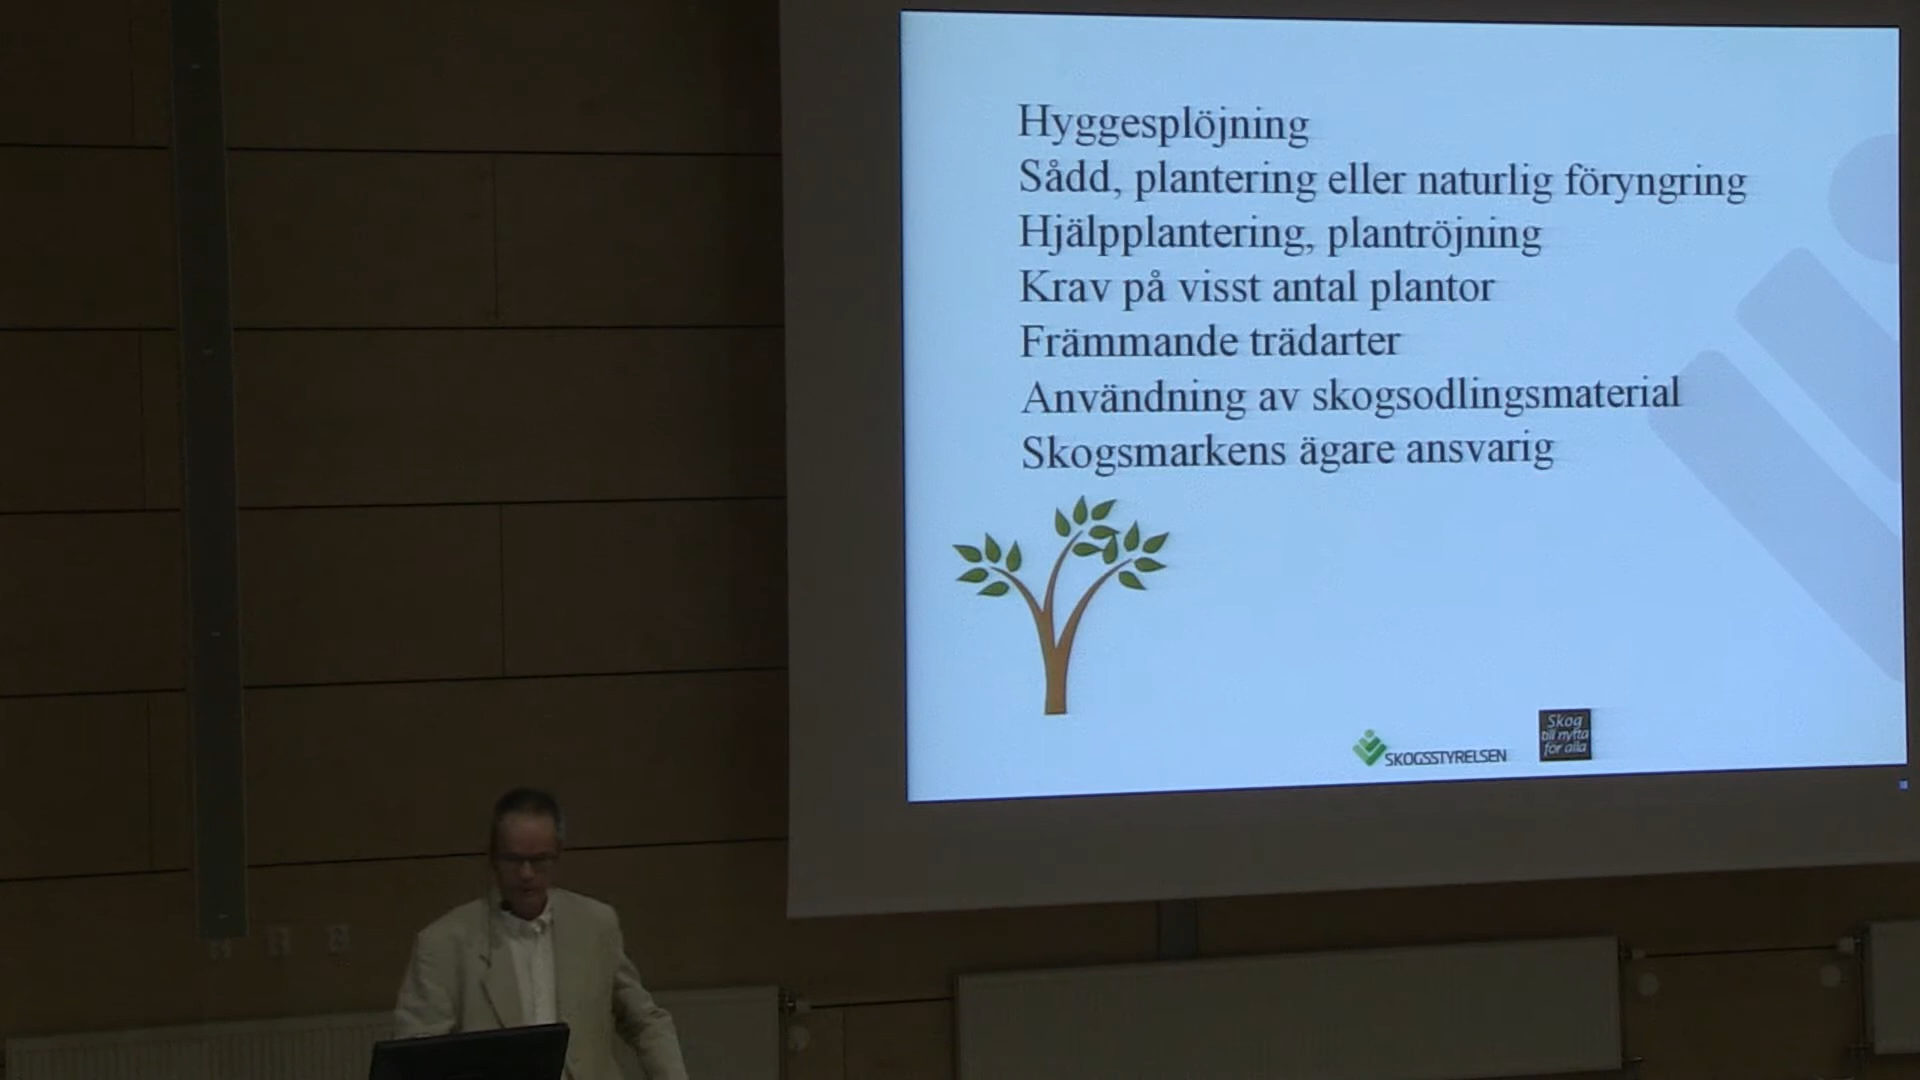 Hyggesplöjning
Sådd, plantering eller naturlig föryngring
Hjälpplantering, plantröjning
Krav på visst antal plantor
Främmande trädarter
Användning av skogsodlingsmaterial
Skogsmarkens ägare ansvarig
SKOGSSTYRELSEN
Skog
till nytta
för alla